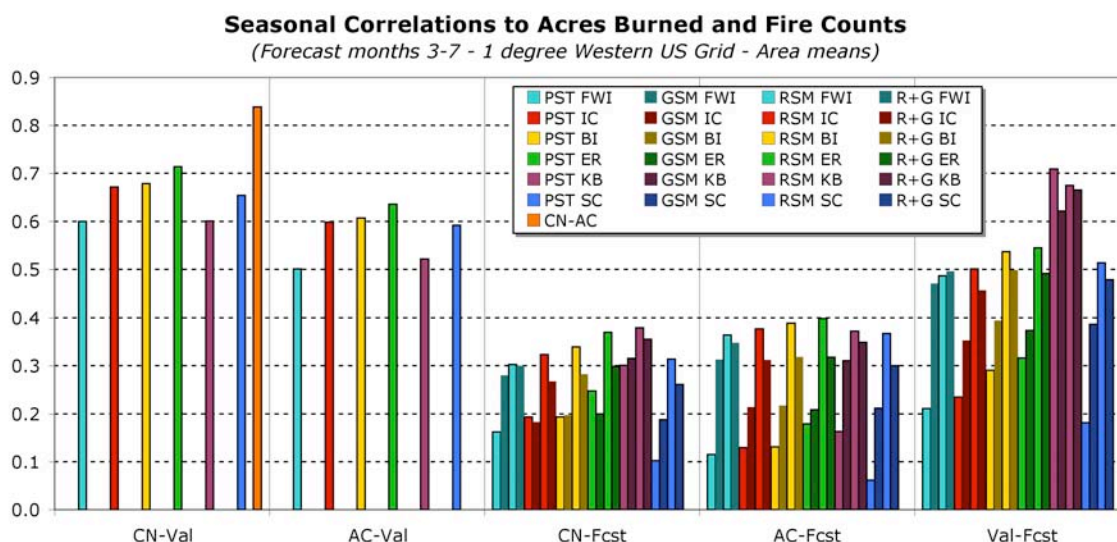 Seasonal Correlations to Acres Burned and Fire Counts
(Forecast months 3-7 - 1 degree Western US Grid - Area means)
0.9
0.8
0.7
0.6
0.5
0.4
0.3
0.2
0.1
0.0
PST FWI GSM FWI RSM FWI R+G FWI
PST IC GSM IC RSM IC R+G IC
PST BI GSM BI RSM BI R+G BI
PST ER GSM ER RSM ER R+G ER
PST KB GSM KB RSM KB R+G KB
PST SC GSM SC RSM SC R+G SC
CN-AC
CN-Val AC-Val CN-Fcst AC-Fcst Val-Fcst